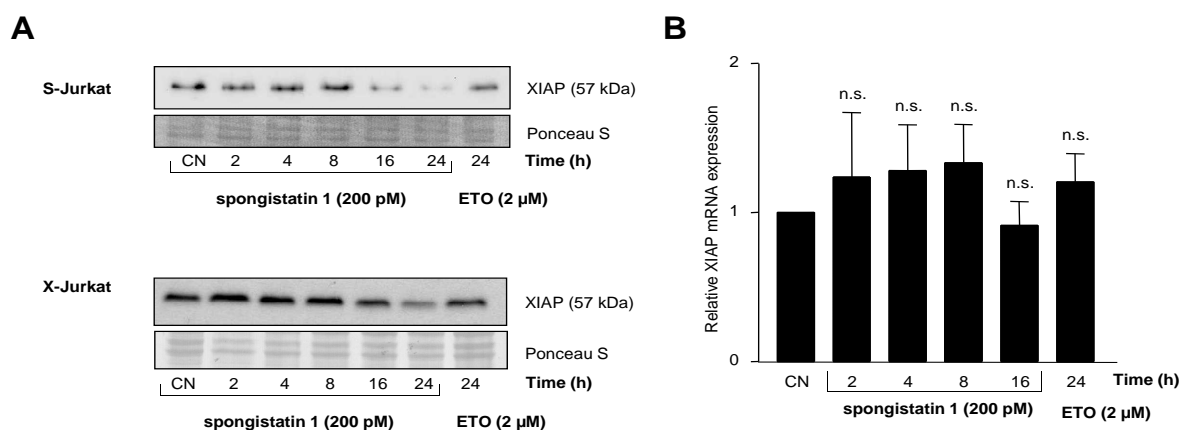 A
S-Jurkat
XIAP (57 kDa)
Ponceau S
CN 2 4 8 16 24 24 Time (h)
spongistatin 1 (200 pM) ETO (2 µM)
X-Jurkat
XIAP (57 kDa)
Ponceau S
CN 2 4 8 16 24 24 Time (h)
spongistatin 1 (200 pM) ETO (2 µM)
B
Relative XIAP mRNA expression
2
1
0
n.s. n.s. n.s. n.s. n.s.
CN 2 4 8 16 24 Time (h)
spongistatin 1 (200 pM) ETO (2 µM)